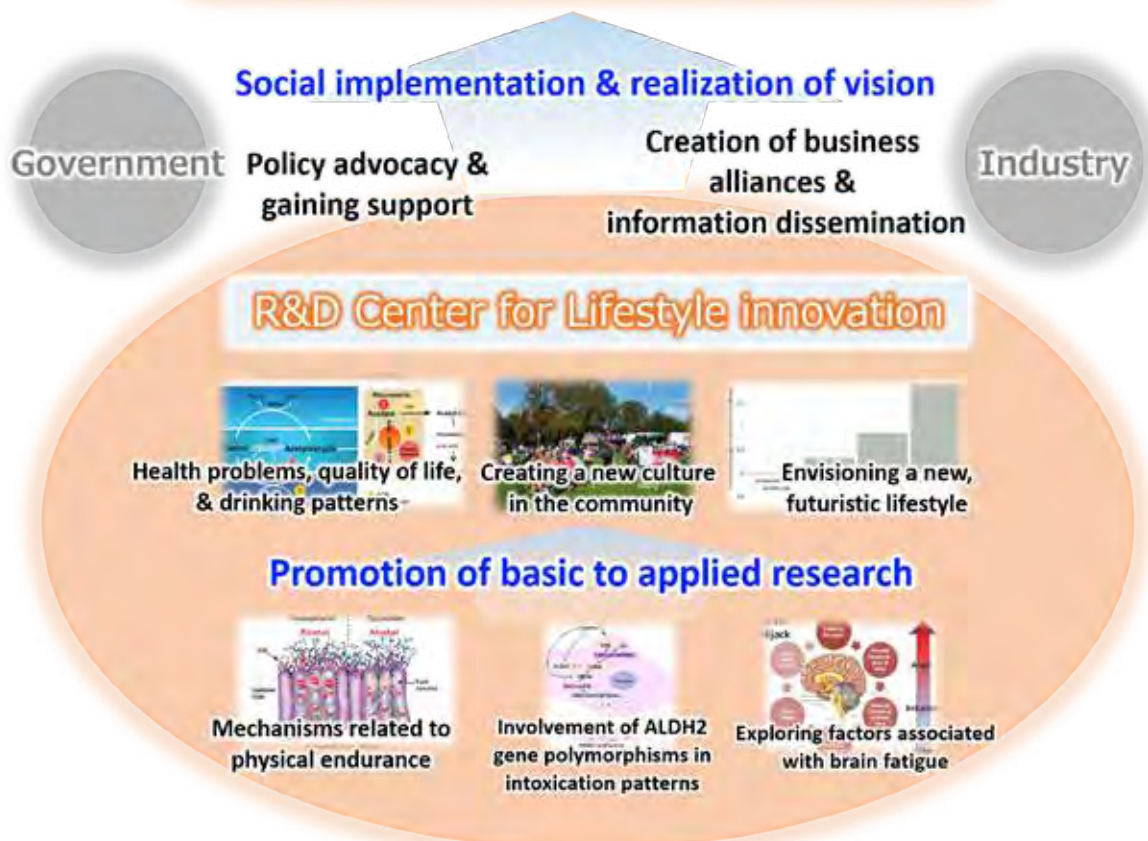 Social implementation & realization of vision
Government
Policy advocacy &
gaining support
Creation of business
alliances &
information dissemination
Industry
R&D Center for Lifestyle innovation
Health problems, quality of life,
& drinking patterns
Creating a new culture
in the community
Envisioning a new,
futuristic lifestyle
Promotion of basic to applied research
Alcohol
Alcohol
jack
Mechanisms related to
physical endurance
Involvement of ALDH2
gene polymorphisms in
intoxication patterns
Exploring factors associated
with brain fatigue